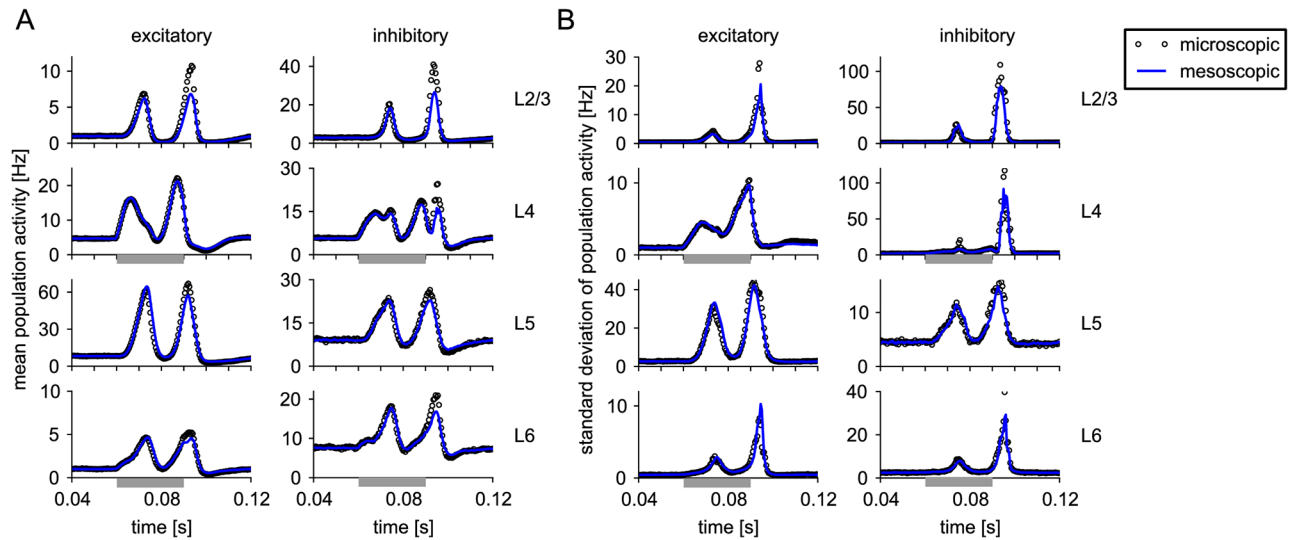 A
B
excitatory
inhibitory
excitatory
inhibitory
microscopic
mesoscopic
mean population activity [Hz]
standard deviation of population activity [Hz]
10
5
0
40
20
0
L2/3
30
20
10
0
100
50
0
L2/3
20
10
0
30
15
0
L4
10
0
100
50
0
L4
60
30
0
30
15
0
L5
40
20
0
10
0
L5
10
5
0
20
10
0
L6
10
0
40
20
0
L6
0.04
0.08
0.12
0.04
0.08
0.12
0.04
0.08
0.12
0.04
0.08
0.12
time [s]
time [s]
time [s]
time [s]